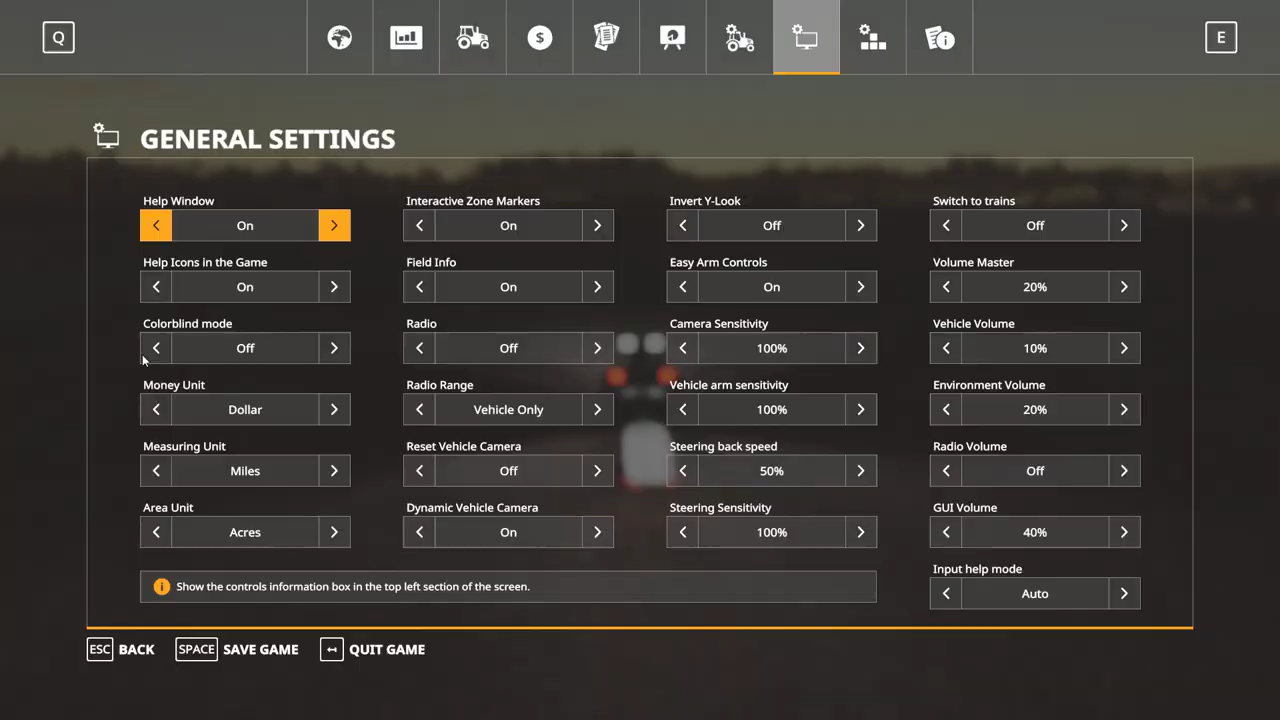 Q
$
E
GENERAL SETTINGS
Help Window
On
Help Icons in the Game
On
Colorblind mode
Off
Money Unit
Dollar
Measuring Unit
Miles
Area Unit
Acres
Interactive Zone Markers
On
Field Info
On
Radio
Off
Radio Range
Vehicle Only
Reset Vehicle Camera
Off
Dynamic Vehicle Camera
On
Invert Y-Look
Off
Easy Arm Controls
On
Camera Sensitivity
100%
Vehicle arm sensitivity
100%
Steering back speed
50%
Steering Sensitivity
100%
Switch to trains
Off
Volume Master
20%
Vehicle Volume
10%
Environment Volume
20%
Radio Volume
Off
GUI Volume
40%
Input help mode
Auto
Show the controls information box in the top left section of the screen.
ESC BACK SPACE SAVE GAME ↔ QUIT GAME